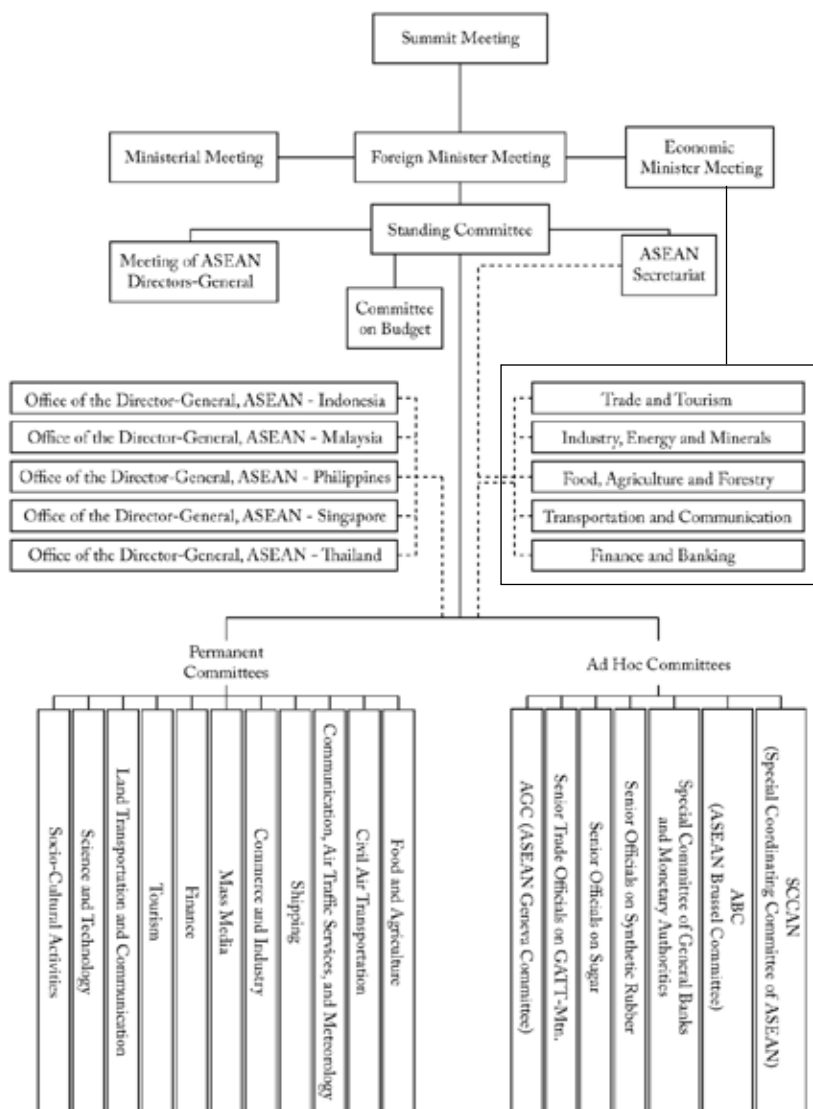 Summit Meeting
Ministerial Meeting
Foreign Minister Meeting
Economic
Minister Meeting
Standing Committee
Meeting of ASEAN
Directors-General
ASEAN
Secretariat
Committee
on Budget
Office of the Director-General, ASEAN - Indonesia
Office of the Director-General, ASEAN - Malaysia
Office of the Director-General, ASEAN - Philippines
Office of the Director-General, ASEAN - Singapore
Office of the Director-General, ASEAN - Thailand
Trade and Tourism
Industry, Energy and Minerals
Food, Agriculture and Forestry
Transportation and Communication
Finance and Banking
Permanent
Committees
Ad Hoc Committees
Socio-Cultural Activities
Science and Technology
Land Transportation and Communication
Tourism
Finance
Mass Media
Commerce and Industry
Shipping
Communication, Air Traffic Services, and Meteorology
Civil Air Transportation
Food and Agriculture
AGC (ASEAN Geneva Committee)
Senior Trade Officials on GATT-Mtn.
Senior Officials on Sugar
Senior Officials on Synthetic Rubber
Special Committee of General Banks
and Monetary Authorities
ABC
(ASEAN Brussel Committee)
SCCAN
(Special Coordinating Committee of ASEAN)